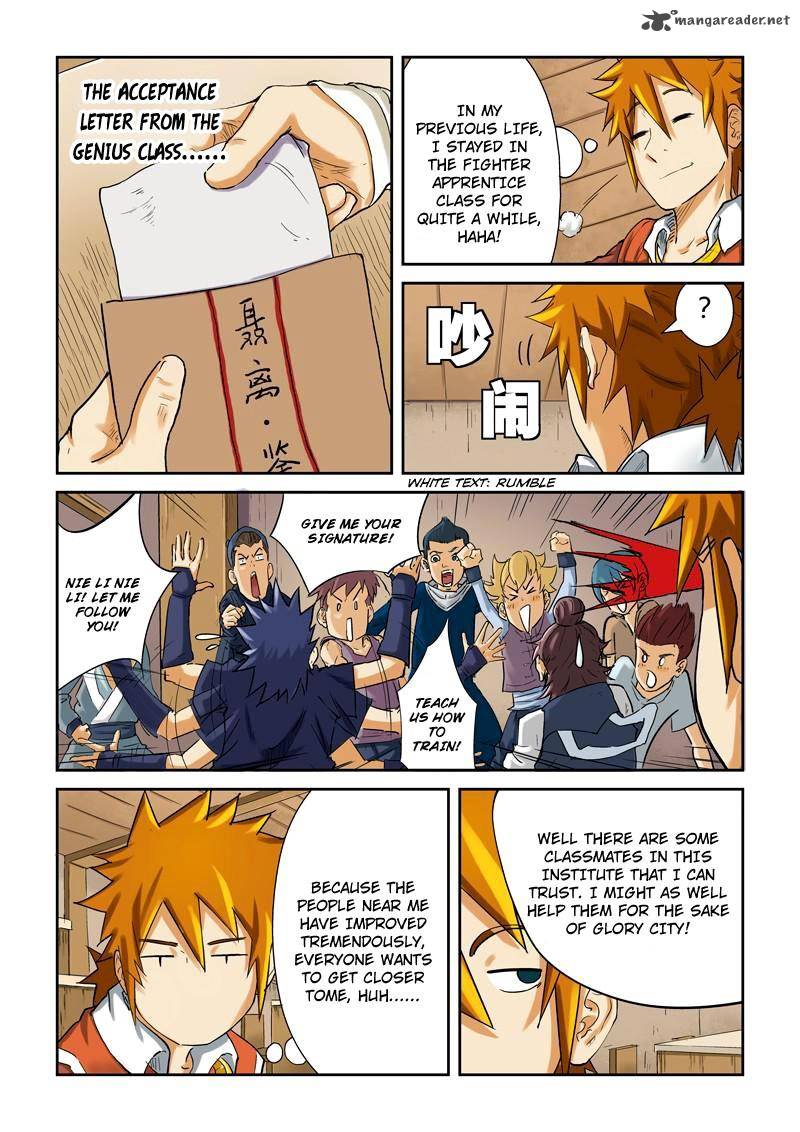 mangareader.net
THE ACCEPTANCE
LETTER FROM THE
GENIUS CLASS......
聂离·鉴
IN MY
PREVIOUS LIFE,
I STAYED IN
THE FIGHTER
APPRENTICE
CLASS FOR
QUITE A WHILE,
HAHA!
?
吵
闹
WHITE TEXT: RUMBLE
GIVE ME YOUR
SIGNATURE!
NIE LI NIE
LI! LET ME
FOLLOW
YOU!
TEACH
US HOW
TO
TRAIN!
BECAUSE THE
PEOPLE NEAR ME
HAVE IMPROVED
TREMENDOUSLY,
EVERYONE WANTS
TO GET CLOSER
TOME, HUH......
WELL THERE ARE SOME
CLASSMATES IN THIS
INSTITUTE THAT I CAN
TRUST. I MIGHT AS WELL
HELP THEM FOR THE SAKE
OF GLORY CITY!